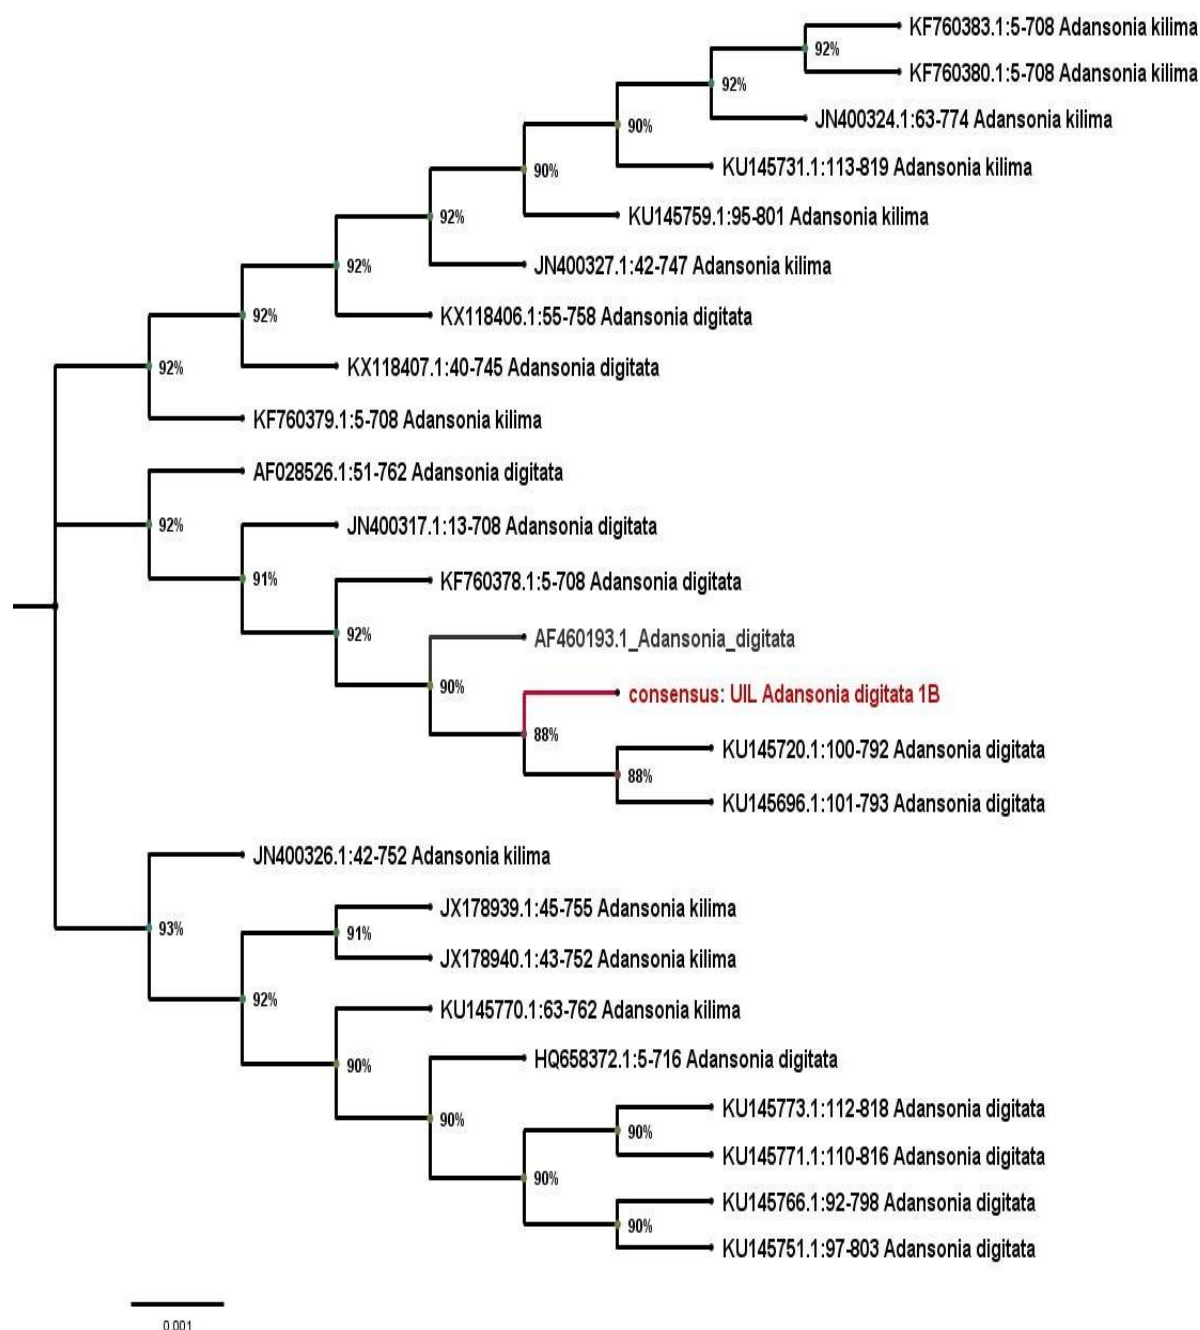 KF760383.1:5-708 Adansonia kilima
92%
KF760380.1:5-708 Adansonia kilima
92%
JN400324.1:63-774 Adansonia kilima
90%
KU145731.1:113-819 Adansonia kilima
90%
KU145759.1:95-801 Adansonia kilima
92%
JN400327.1:42-747 Adansonia kilima
92%
KX118406.1:55-758 Adansonia digitata
92%
KX118407.1:40-745 Adansonia digitata
92%
KF760379.1:5-708 Adansonia kilima
AF028526.1:51-762 Adansonia digitata
92%
JN400317.1:13-708 Adansonia digitata
91%
KF760378.1:5-708 Adansonia digitata
92%
AF460193.1_Adansonia_digitata
90%
consensus: UIL Adansonia digitata 1B
88%
KU145720.1:100-792 Adansonia digitata
88%
KU145696.1:101-793 Adansonia digitata
JN400326.1:42-752 Adansonia kilima
93%
JX178939.1:45-755 Adansonia kilima
91%
JX178940.1:43-752 Adansonia kilima
92%
KU145770.1:63-762 Adansonia kilima
90%
HQ658372.1:5-716 Adansonia digitata
90%
KU145773.1:112-818 Adansonia digitata
90%
KU145771.1:110-816 Adansonia digitata
90%
KU145766.1:92-798 Adansonia digitata
90%
KU145751.1:97-803 Adansonia digitata
0.001